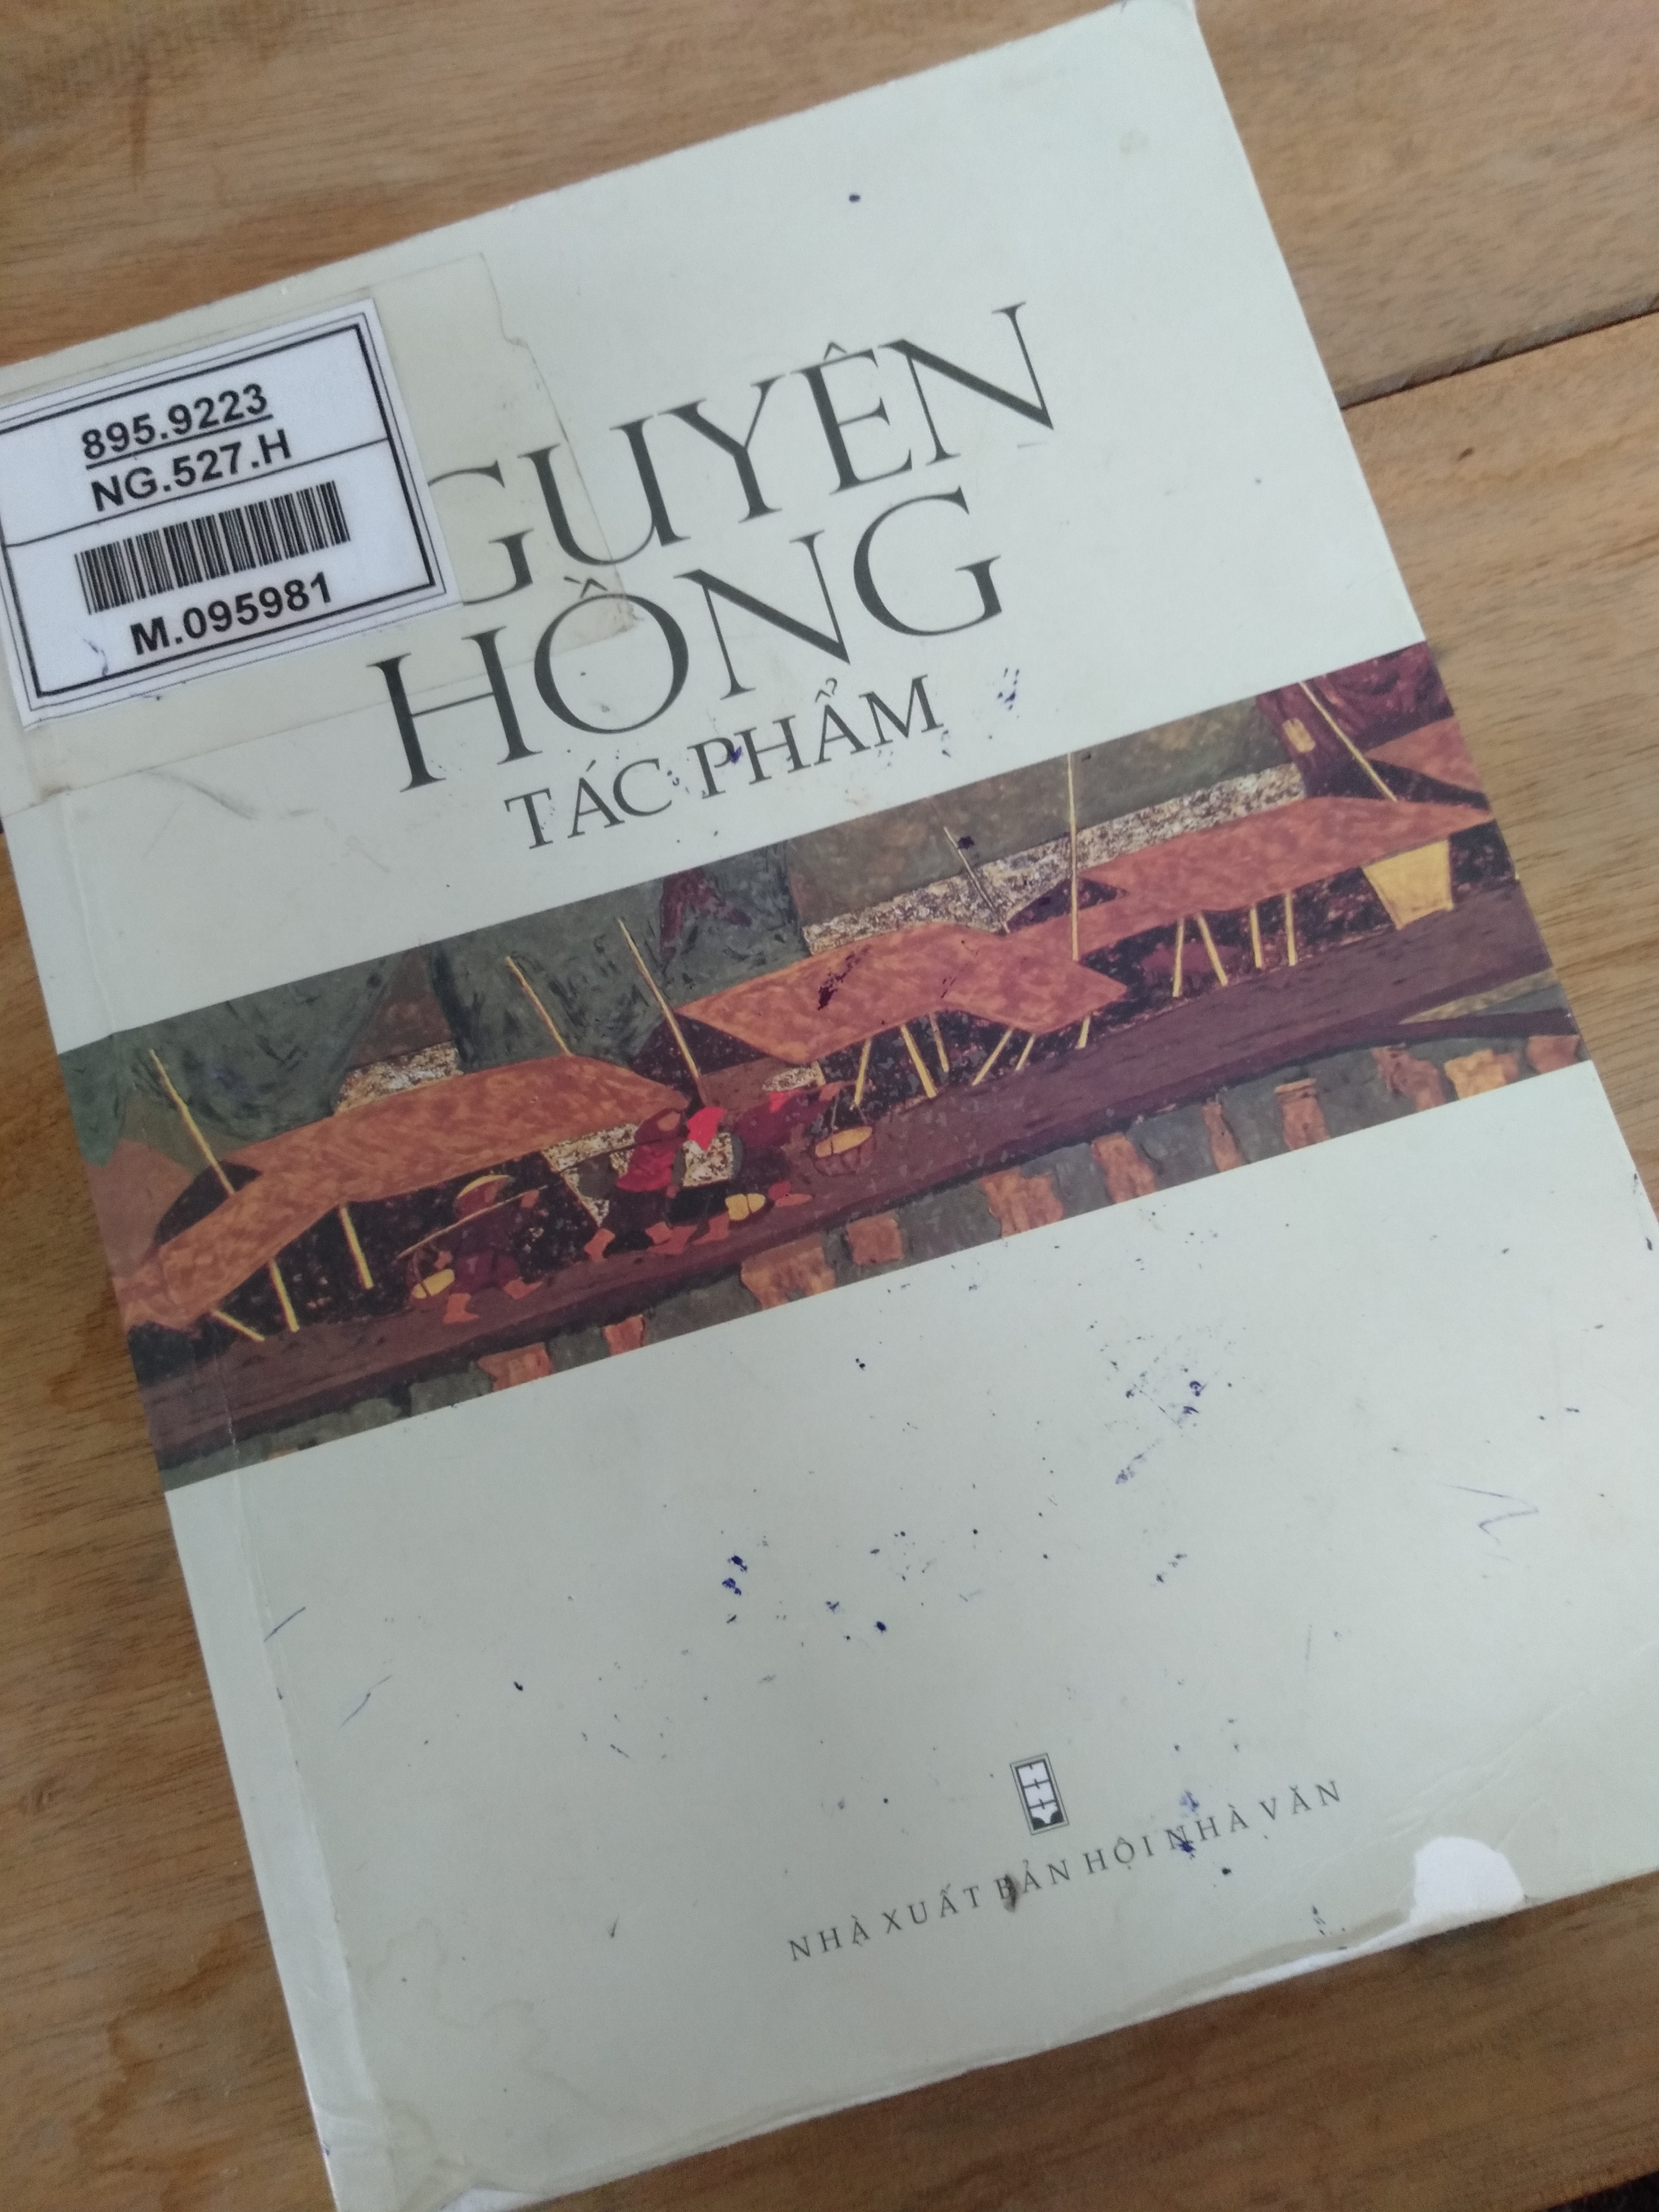 895.9223
NG.527.H
M.095981
GUYÊN
HỒNG
TÁC PHẨM
NHÀ XUẤT BẢN HỘI NHÀ VĂN